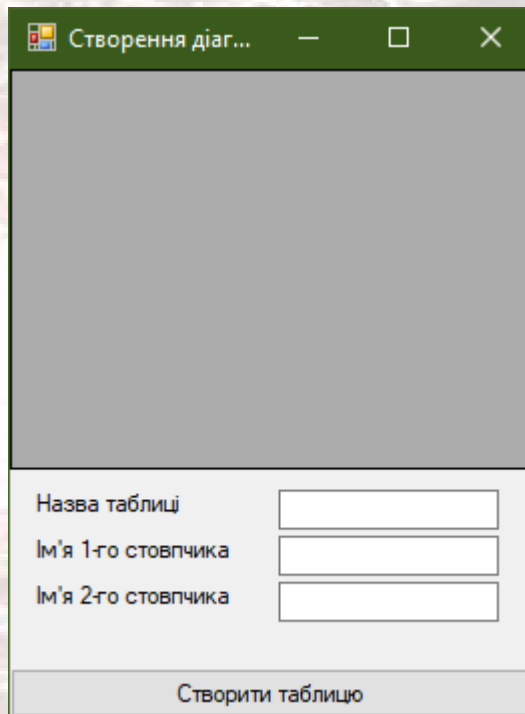 Створення діаг...
Назва таблиці
Ім'я 1-го стовпчика
Ім'я 2-го стовпчика
Створити таблицю